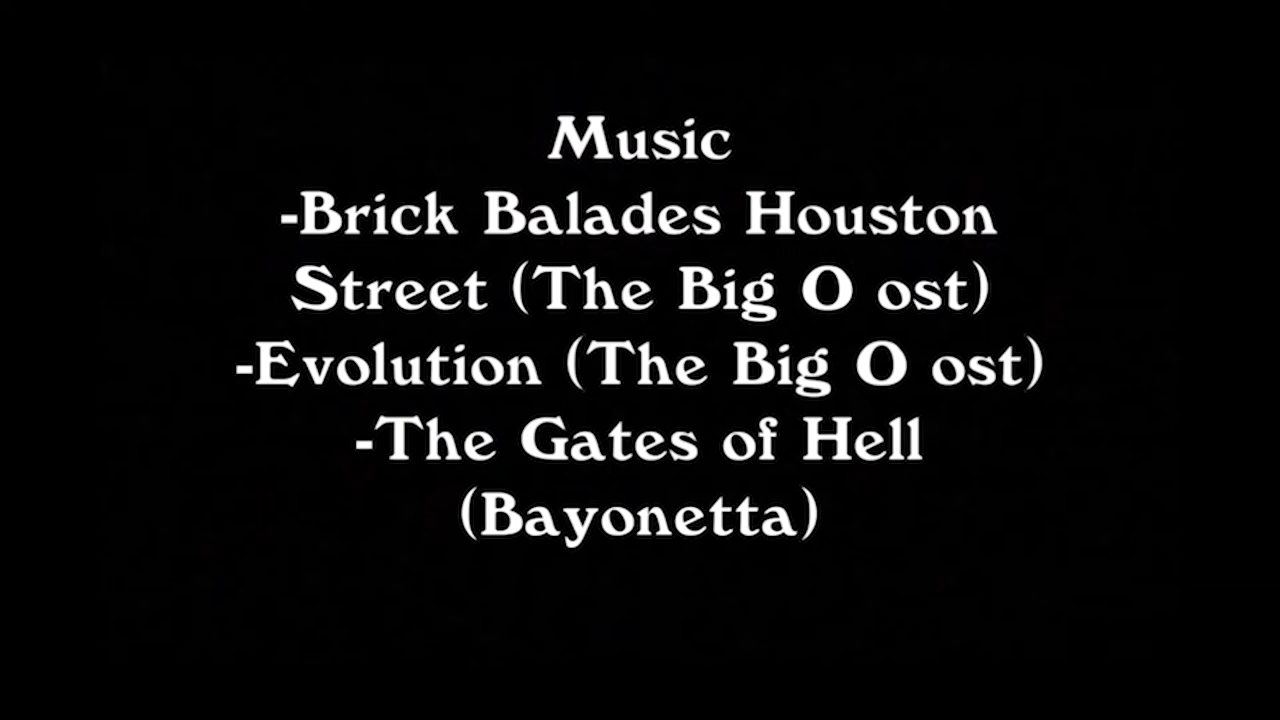 Music
-Brick Balades Houston
Street (The Big O ost)
-Evolution (The Big O ost)
-The Gates of Hell
(Bayonetta)